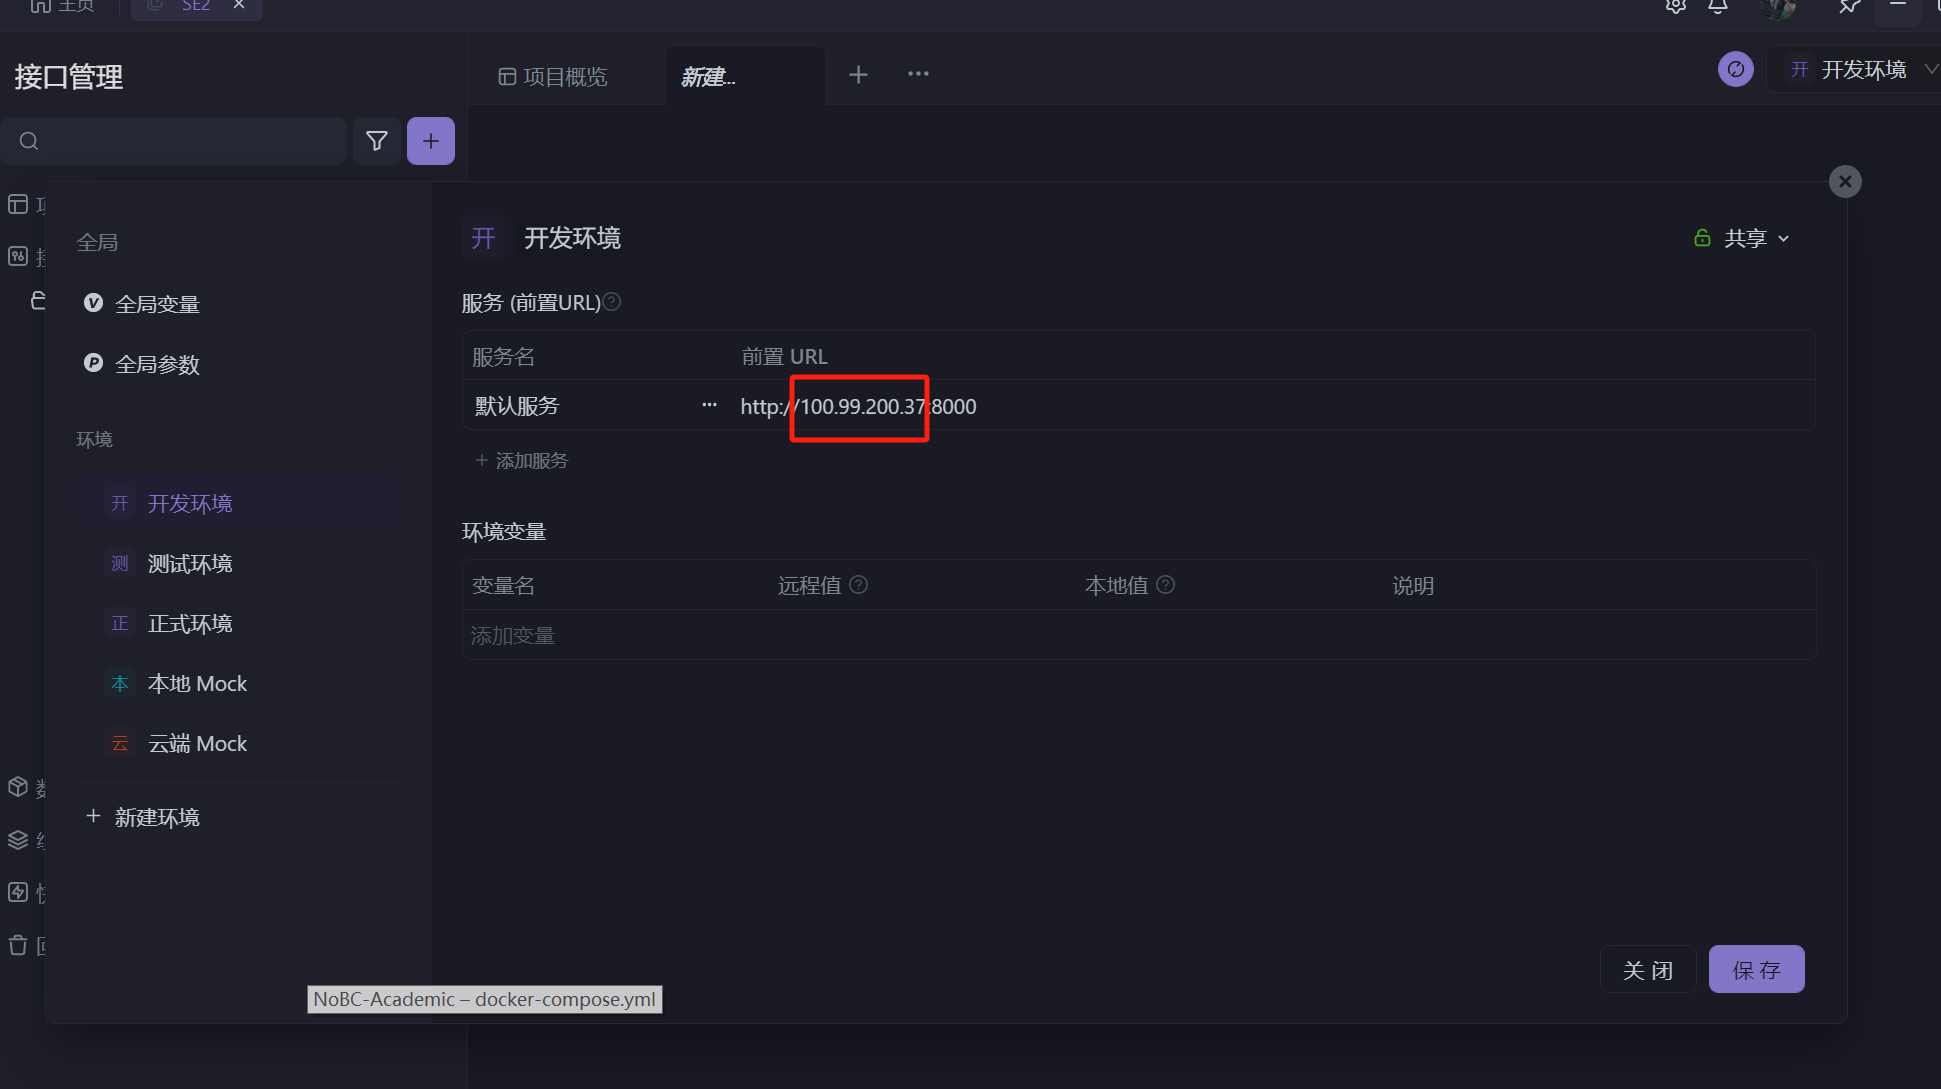 主页
SE2
接口管理
项目概览
新建...
开 开发环境
全局
全局变量
全局参数
环境
开 开发环境
测 测试环境
正 正式环境
本 本地 Mock
云 云端 Mock
新建环境
开 开发环境
共享
服务 (前置URL)
服务名 前置 URL
默认服务 http://100.99.200.37:8000
添加服务
环境变量
变量名 远程值 本地值 说明
添加变量
关 闭
保 存
NoBC-Academic – docker-compose.yml